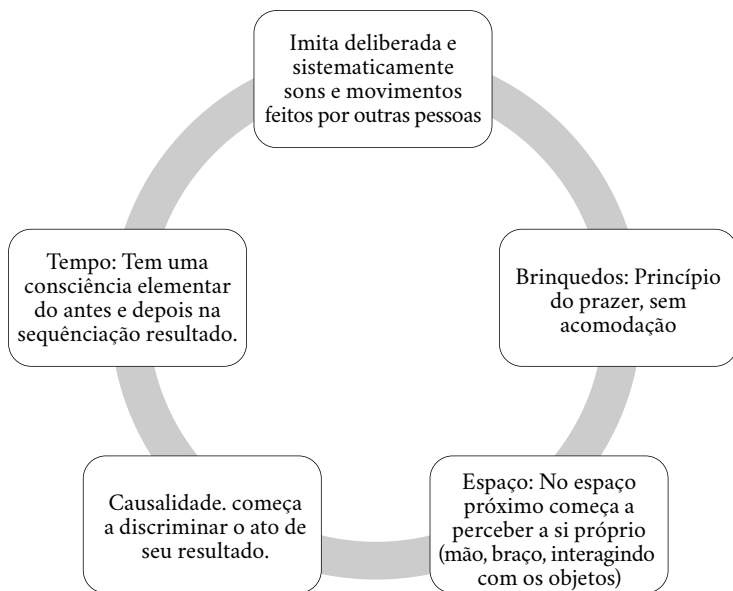 Imita deliberada e
sistematicamente
sons e movimentos
feitos por outras pessoas
Brinquedos: Princípio
do prazer, sem
acomodação
Espaço: No espaço
próximo começa a
perceber a si próprio
(mão, braço, interagindo
com os objetos)
Causalidade. começa
a discriminar o ato de
seu resultado.
Tempo: Tem uma
consciência elementar
do antes e depois na
sequênciação resultado.